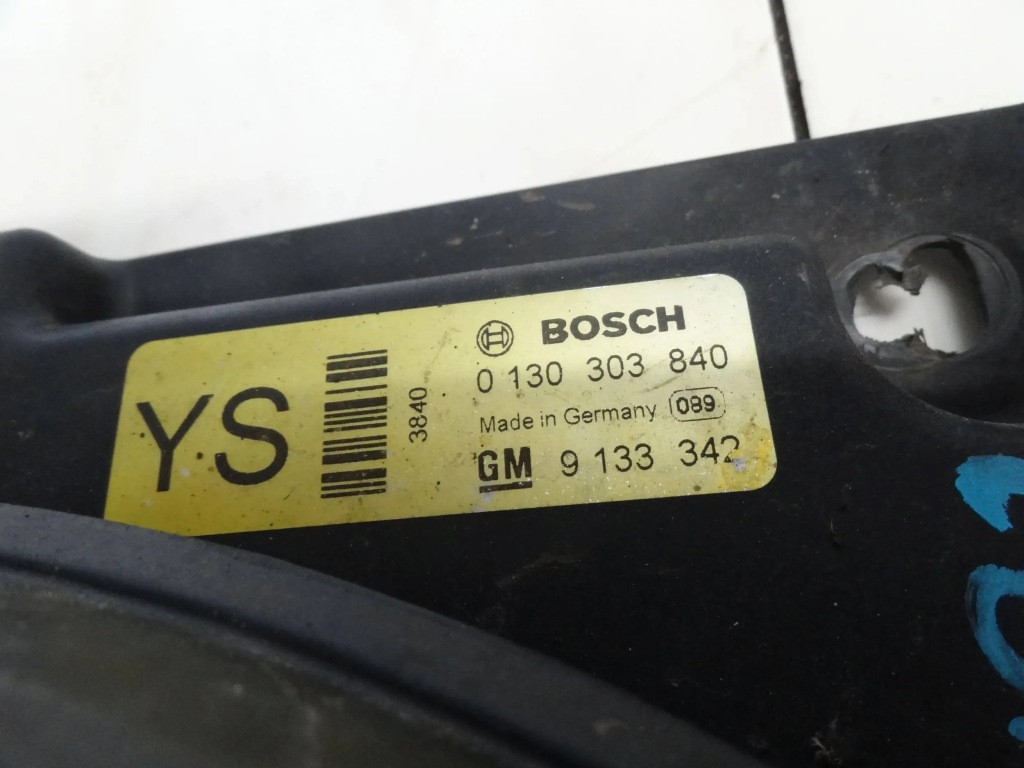 YS
3840
BOSCH
0 130 303 840
Made in Germany 089
GM 9 133 342